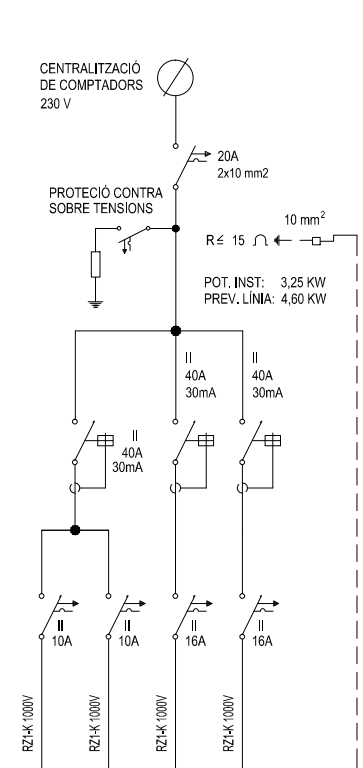 CENTRALITZACIÓ
DE COMPTADORS
230 V
20A
2x10 mm2
PROTECIÓ CONTRA
SOBRE TENSIONS
10 mm²
R≤ 15 Ω
POT. INST: 3,25 KW
PREV. LÍNIA: 4,60 KW
II
40A
30mA
II
40A
30mA
II
40A
30mA
II
10A
II
10A
II
16A
II
16A
RZ1-K 1000V
RZ1-K 1000V
RZ1-K 1000V
RZ1-K 1000V